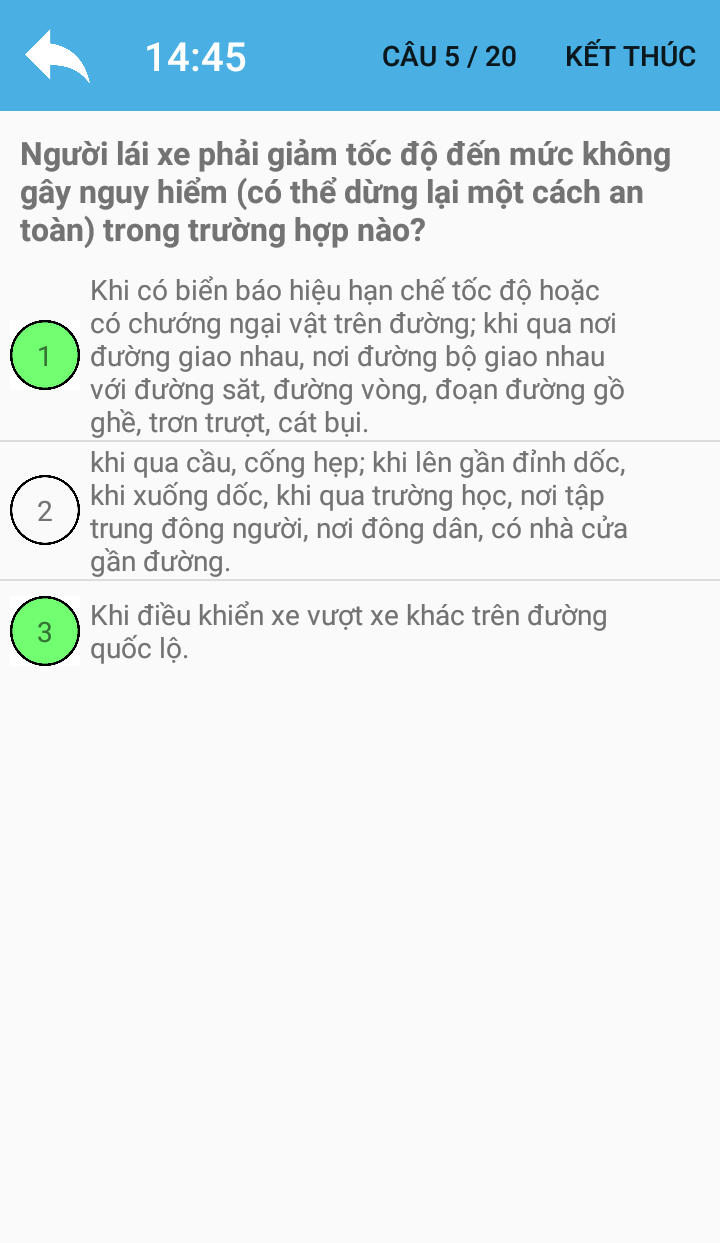 14:45 CÂU 5 / 20 KẾT THÚC
Người lái xe phải giảm tốc độ đến mức không
gây nguy hiểm (có thể dừng lại một cách an
toàn) trong trường hợp nào?
Khi có biển báo hiệu hạn chế tốc độ hoặc
có chướng ngại vật trên đường; khi qua nơi
1 đường giao nhau, nơi đường bộ giao nhau
với đường săt, đường vòng, đoạn đường gồ
ghề, trơn trượt, cát bụi.
khi qua cầu, cống hẹp; khi lên gần đỉnh dốc,
2 khi xuống dốc, khi qua trường học, nơi tập
trung đông người, nơi đông dân, có nhà cửa
gần đường.
3 Khi điều khiển xe vượt xe khác trên đường
quốc lộ.